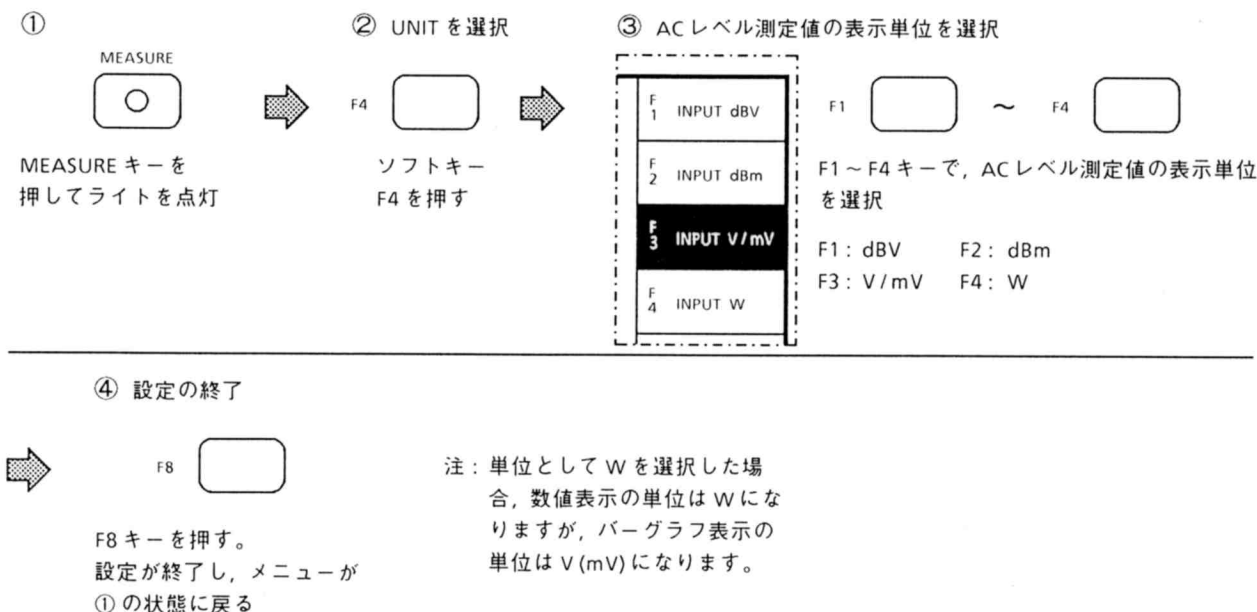 ①
MEASURE
MEASURE キーを
押してライトを点灯
② UNIT を選択
F4
ソフトキー
F4 を押す
③ ACレベル測定値の表示単位を選択
F1 INPUT dBV
F2 INPUT dBm
F3 INPUT V/mV
F4 INPUT W
F1 ~ F4
F1~F4 キーで, ACレベル測定値の表示単位
を選択
F1: dBV F2: dBm
F3: V/mV F4: W
④ 設定の終了
F8
F8 キーを押す。
設定が終了し, メニューが
① の状態に戻る
注: 単位として W を選択した場
合, 数値表示の単位は W にな
りますが, バーグラフ表示の
単位は V (mV) になります。